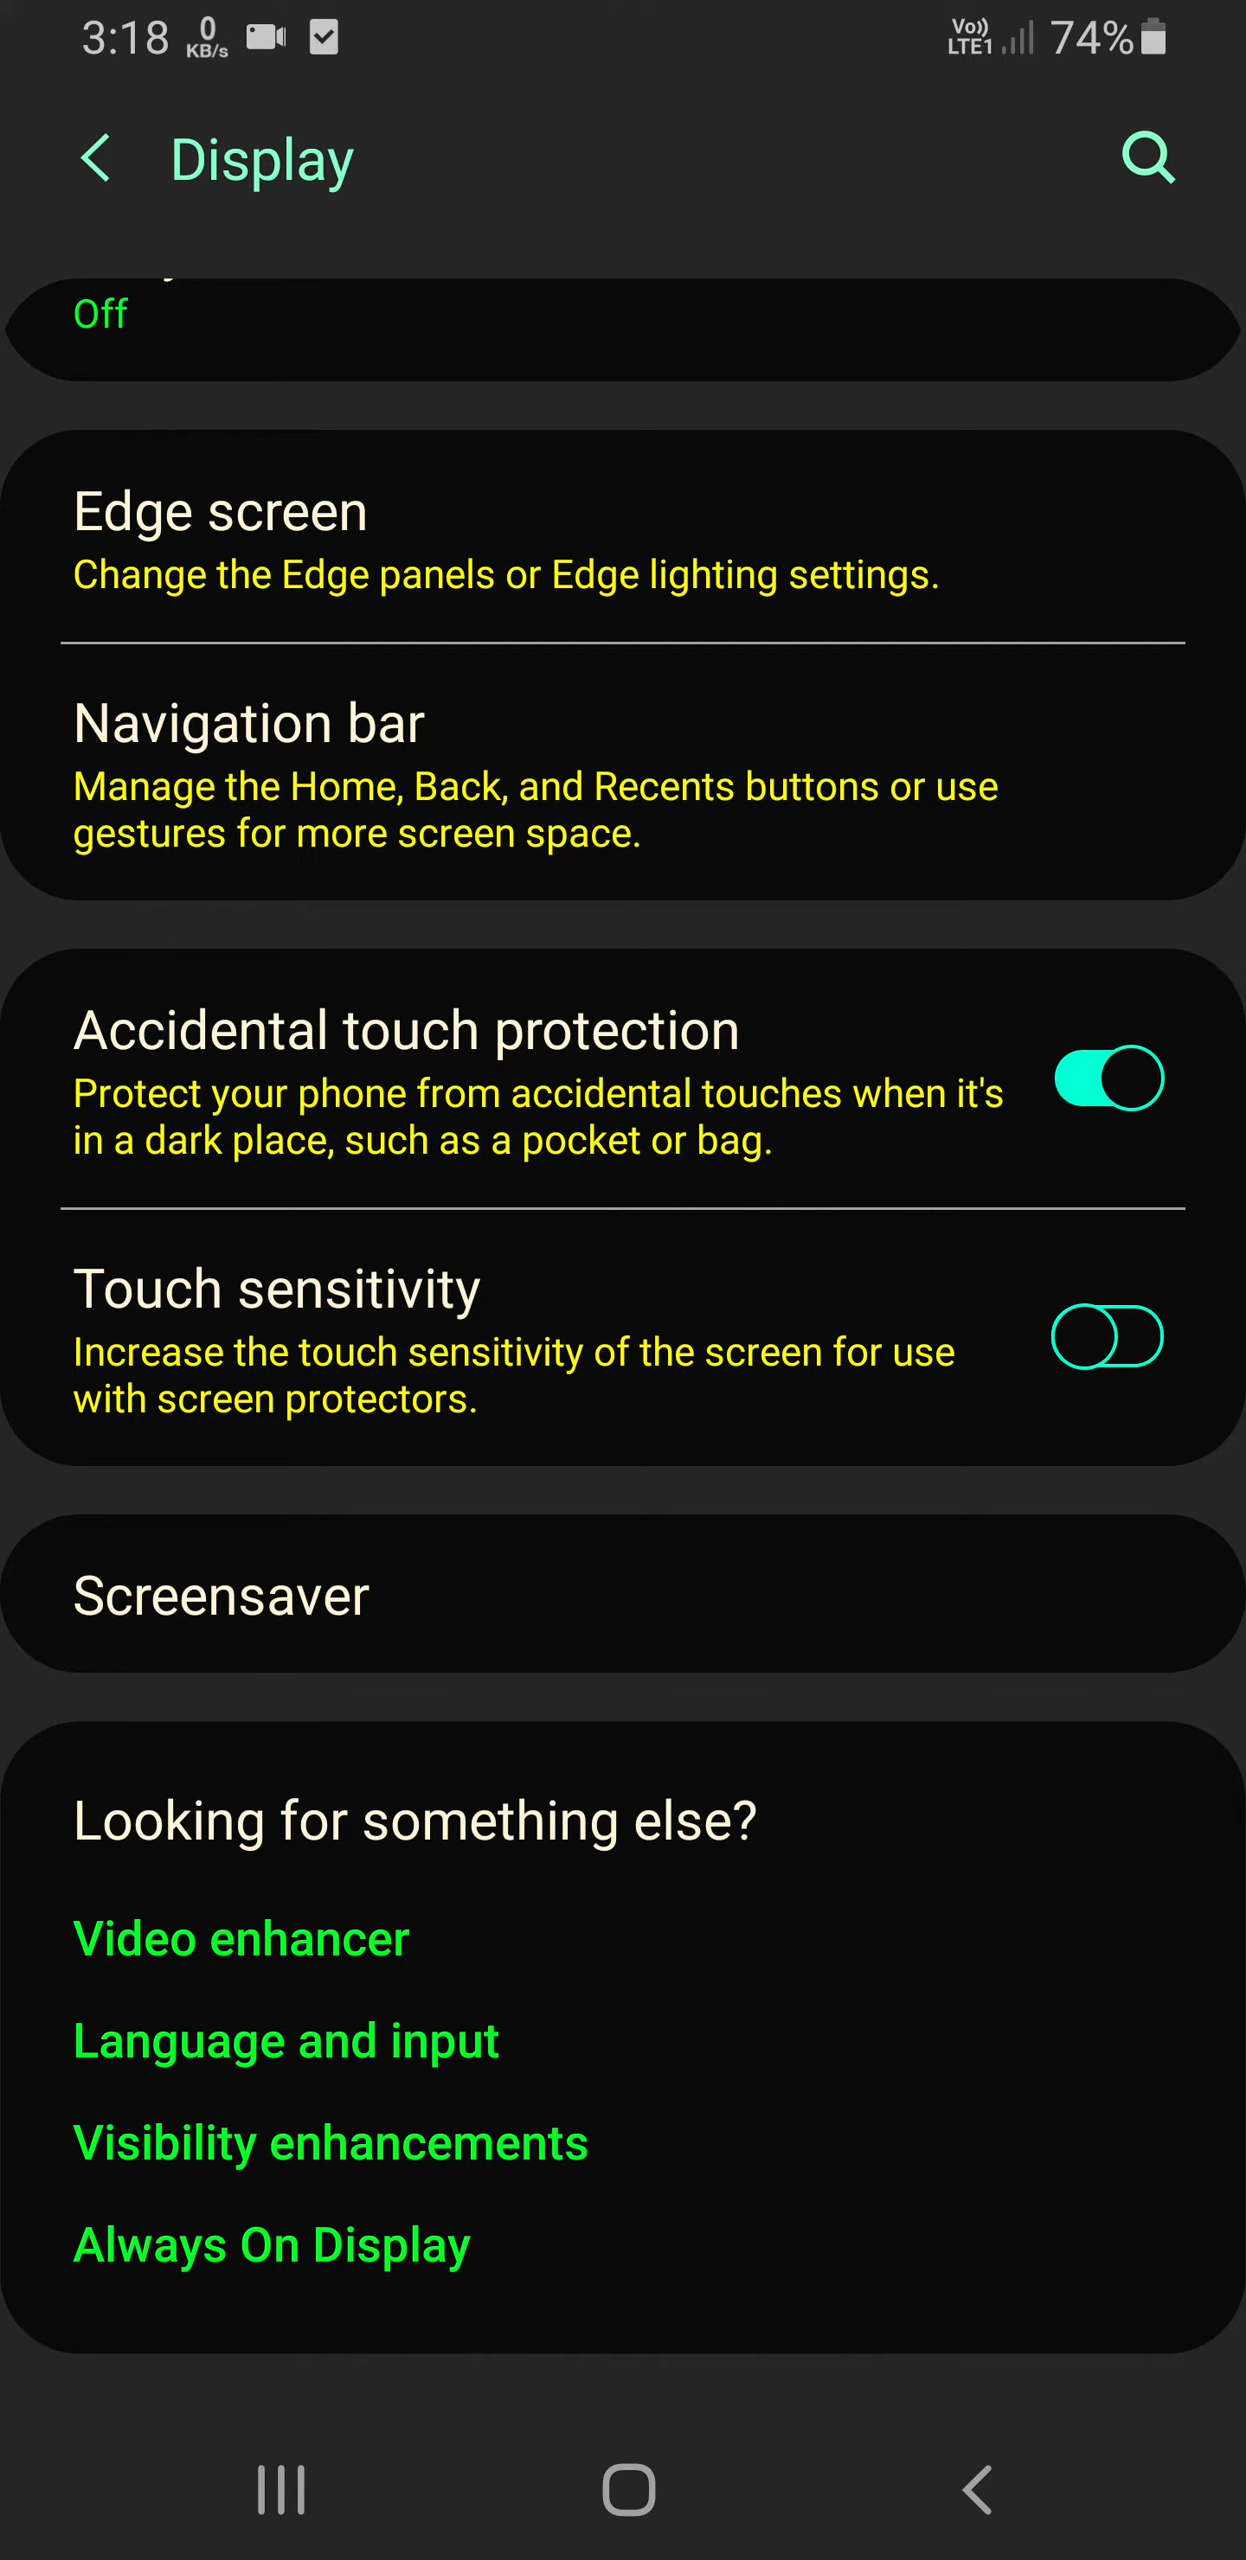 3:18 0 KB/s Vo)) LTE1 74%
Display
Off
Edge screen
Change the Edge panels or Edge lighting settings.
Navigation bar
Manage the Home, Back, and Recents buttons or use
gestures for more screen space.
Accidental touch protection
Protect your phone from accidental touches when it's
in a dark place, such as a pocket or bag.
Touch sensitivity
Increase the touch sensitivity of the screen for use
with screen protectors.
Screensaver
Looking for something else?
Video enhancer
Language and input
Visibility enhancements
Always On Display